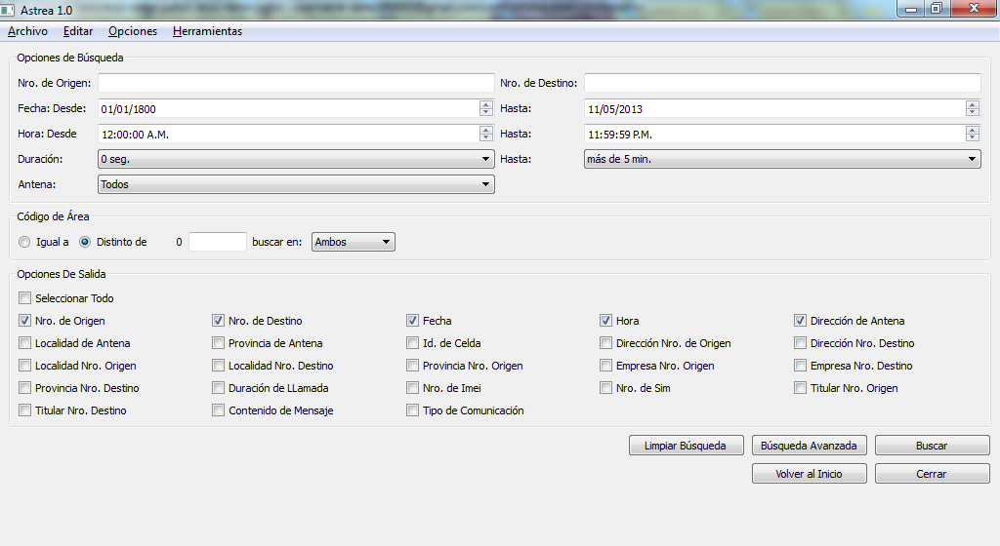 Astrea 1.0
Archivo Editar Opciones Herramientas
Opciones de Búsqueda
Nro. de Origen: Nro. de Destino:
Fecha: Desde: 01/01/1800 Hasta: 11/05/2013
Hora: Desde 12:00:00 A.M. Hasta: 11:59:59 P.M.
Duración: 0 seg. Hasta: más de 5 min.
Antena: Todos
Código de Área
Igual a Distinto de 0 buscar en: Ambos
Opciones De Salida
Seleccionar Todo
Nro. de Origen Nro. de Destino Fecha Hora Dirección de Antena
Localidad de Antena Provincia de Antena Id. de Celda Dirección Nro. de Origen Dirección Nro. Destino
Localidad Nro. Origen Localidad Nro. Destino Provincia Nro. Origen Empresa Nro. Origen Empresa Nro. Destino
Provincia Nro. Destino Duración de LLamada Nro. de Imei Nro. de Sim Titular Nro. Origen
Titular Nro. Destino Contenido de Mensaje Tipo de Comunicación
Limpiar Búsqueda Búsqueda Avanzada Buscar
Volver al Inicio Cerrar